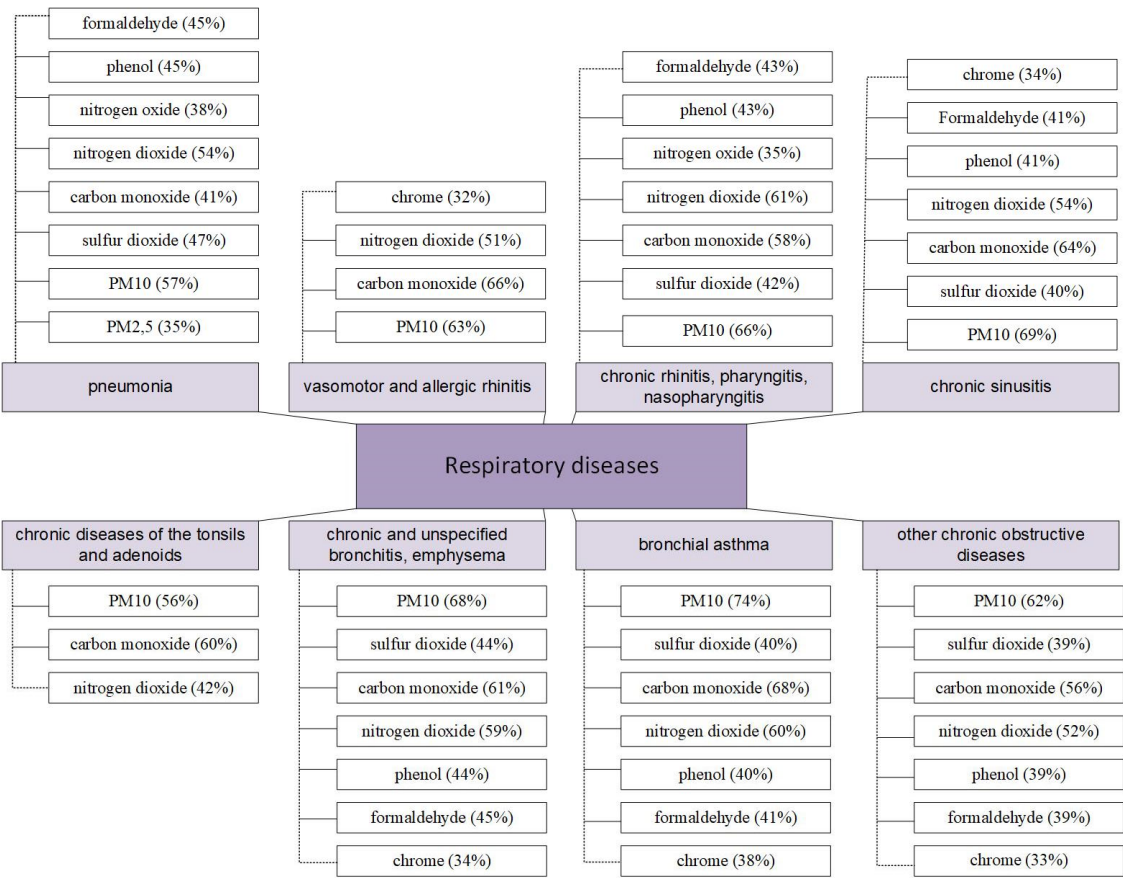 formaldehyde (45%)
phenol (45%)
nitrogen oxide (38%)
nitrogen dioxide (54%)
carbon monoxide (41%)
sulfur dioxide (47%)
PM10 (57%)
PM2,5 (35%)
pneumonia
chrome (32%)
nitrogen dioxide (51%)
carbon monoxide (66%)
PM10 (63%)
vasomotor and allergic rhinitis
formaldehyde (43%)
phenol (43%)
nitrogen oxide (35%)
nitrogen dioxide (61%)
carbon monoxide (58%)
sulfur dioxide (42%)
PM10 (66%)
chronic rhinitis, pharyngitis,
nasopharyngitis
chrome (34%)
Formaldehyde (41%)
phenol (41%)
nitrogen dioxide (54%)
carbon monoxide (64%)
sulfur dioxide (40%)
PM10 (69%)
chronic sinusitis
Respiratory diseases
chronic diseases of the tonsils
and adenoids
PM10 (56%)
carbon monoxide (60%)
nitrogen dioxide (42%)
chronic and unspecified
bronchitis, emphysema
PM10 (68%)
sulfur dioxide (44%)
carbon monoxide (61%)
nitrogen dioxide (59%)
phenol (44%)
formaldehyde (45%)
chrome (34%)
bronchial asthma
PM10 (74%)
sulfur dioxide (40%)
carbon monoxide (68%)
nitrogen dioxide (60%)
phenol (40%)
formaldehyde (41%)
chrome (38%)
other chronic obstructive
diseases
PM10 (62%)
sulfur dioxide (39%)
carbon monoxide (56%)
nitrogen dioxide (52%)
phenol (39%)
formaldehyde (39%)
chrome (33%)